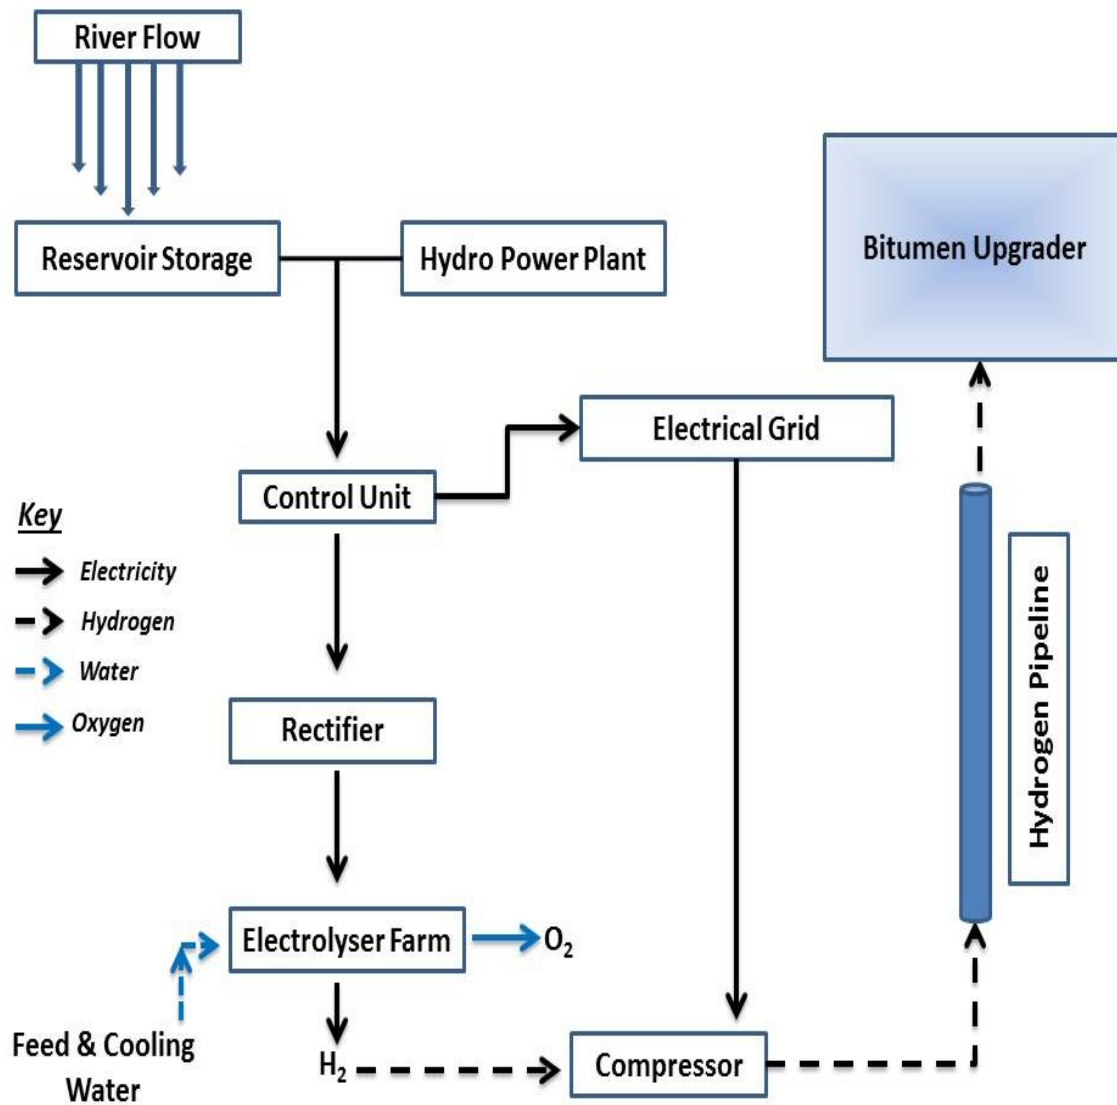 River Flow
Reservoir Storage
Hydro Power Plant
Bitumen Upgrader
Electrical Grid
Control Unit
Key
Electricity
Hydrogen
Water
Oxygen
Rectifier
Hydrogen Pipeline
Electrolyser Farm
O₂
Feed & Cooling
Water
H₂
Compressor